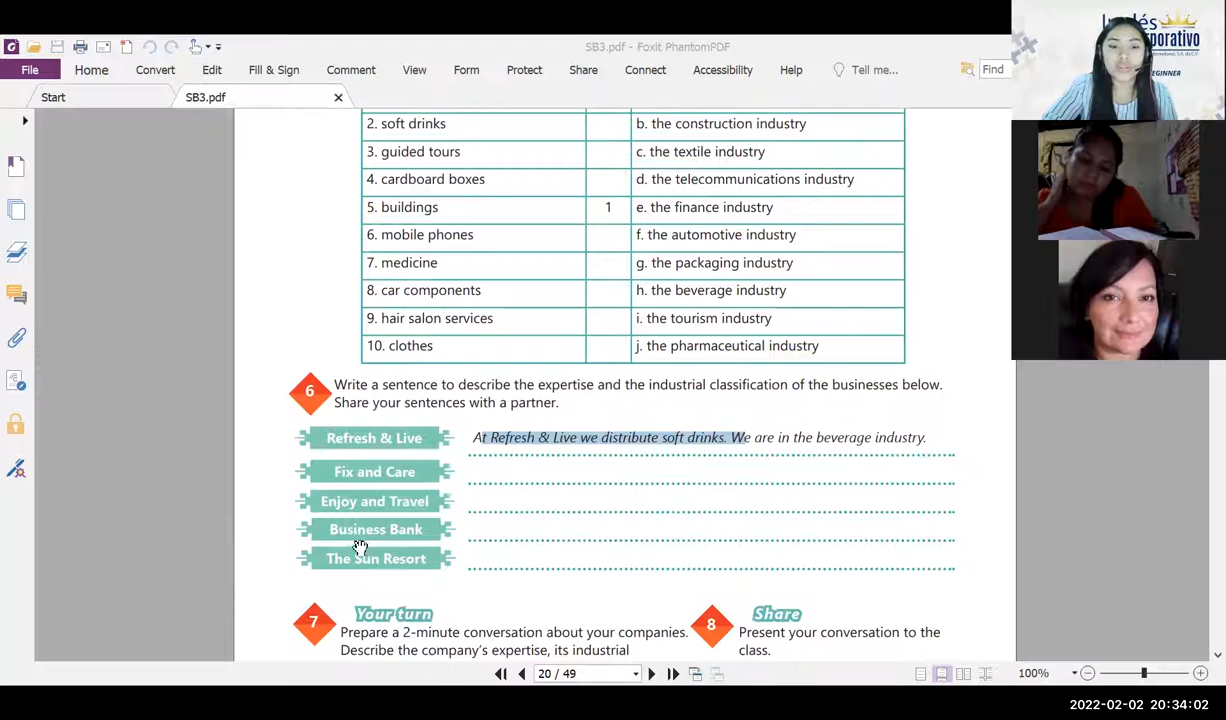 SB3.pdf - Foxit PhantomPDF
File Home Convert Edit Fill & Sign Comment View Form Protect Share Connect Accessibility Help Tell me... Find
Start SB3.pdf
2. soft drinks b. the construction industry
3. guided tours c. the textile industry
4. cardboard boxes d. the telecommunications industry
5. buildings 1 e. the finance industry
6. mobile phones f. the automotive industry
7. medicine g. the packaging industry
8. car components h. the beverage industry
9. hair salon services i. the tourism industry
10. clothes j. the pharmaceutical industry
6 Write a sentence to describe the expertise and the industrial classification of the businesses below.
Share your sentences with a partner.
Refresh & Live At Refresh & Live we distribute soft drinks. We are in the beverage industry.
Fix and Care
Enjoy and Travel
Business Bank
The Sun Resort
7 Your turn
Prepare a 2-minute conversation about your companies.
Describe the company's expertise, its industrial
8 Share
Present your conversation to the
class.
20 / 49
100%
2022-02-02 20:34:02